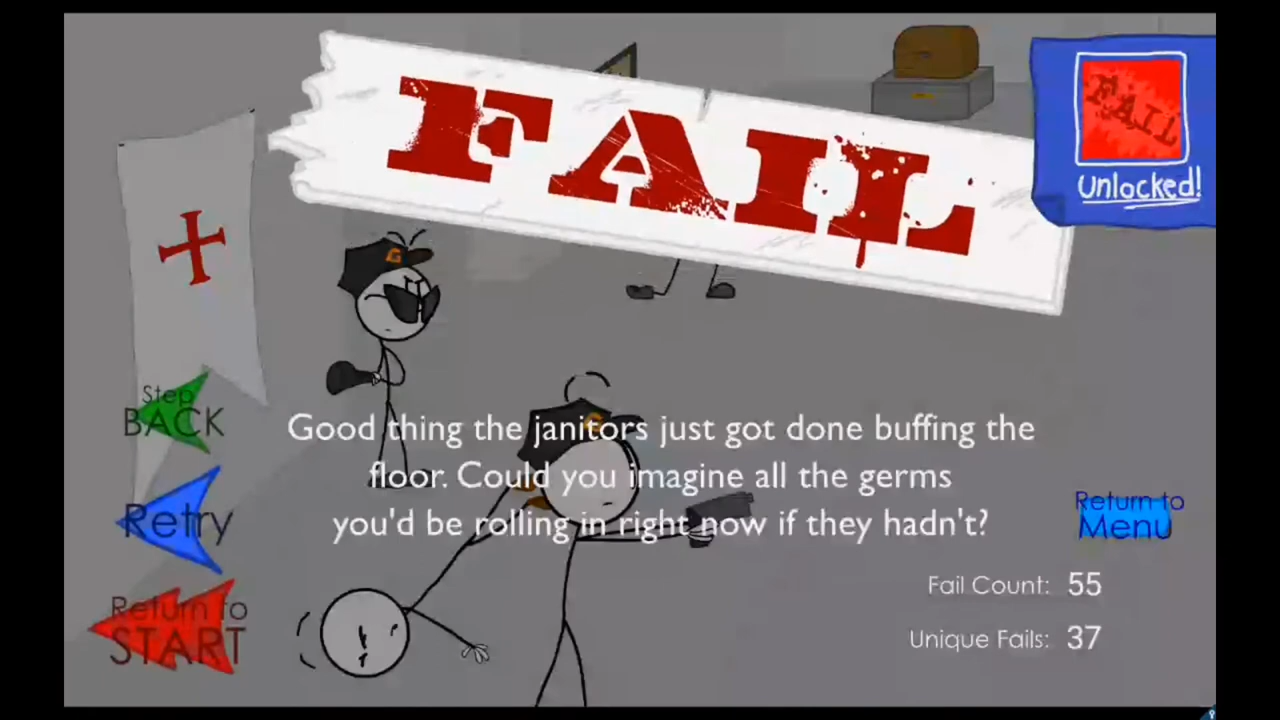 FAIL
FAIL
Unlocked!
G
Step
BACK
Good thing the janitors just got done buffing the
floor. Could you imagine all the germs
you'd be rolling in right now if they hadn't?
G
Retry
Return to
Menu
Return to
START
Fail Count: 55
Unique Fails: 37